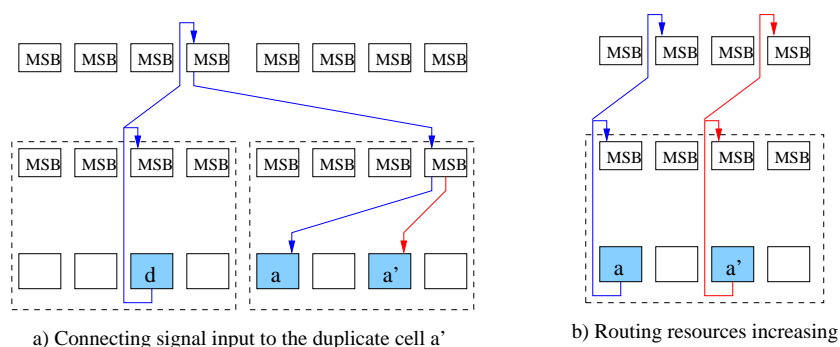 MSB MSB MSB MSB MSB MSB MSB MSB
MSB MSB MSB MSB MSB MSB MSB MSB
d a a'
a) Connecting signal input to the duplicate cell a'
MSB MSB MSB MSB
MSB MSB MSB MSB
a a'
b) Routing resources increasing